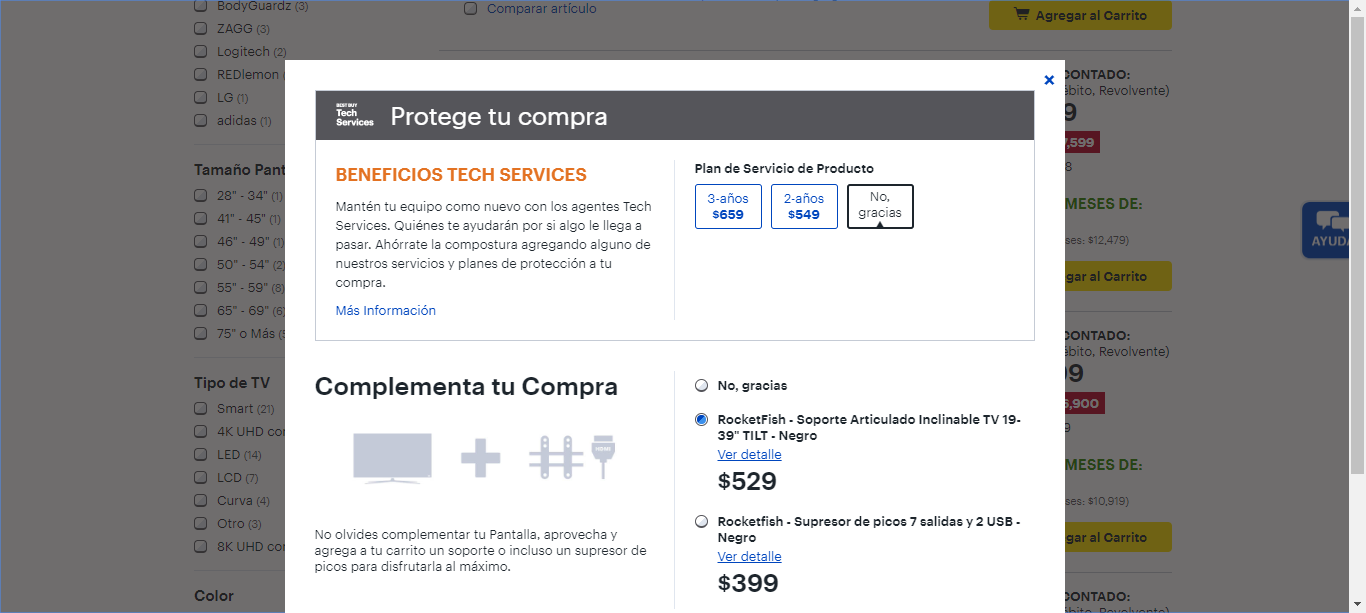 BodyGuardz (3)
ZAGG (3)
Logitech (2)
REDlemon
LG (1)
adidas (1)
Tamaño Pant
28" - 34" (1)
41" - 45" (1)
46" - 49" (1)
50" - 54" (2)
55" - 59" (8)
65" - 69" (6)
75" o Más
Tipo de TV
Smart (21)
4K UHD con
LED (14)
LCD (7)
Curva (4)
Otro (3)
8K UHD con
Color
Comparar artículo
Agregar al Carrito
×
BEST BUY
Tech
Services
Protege tu compra
BENEFICIOS TECH SERVICES
Mantén tu equipo como nuevo con los agentes Tech
Services. Quiénes te ayudarán por si algo le llega a
pasar. Ahórrate la compostura agregando alguno de
nuestros servicios y planes de protección a tu
compra.
Más Información
Plan de Servicio de Producto
3-años
$659
2-años
$549
No,
gracias
Complementa tu Compra
HDMI
No olvides complementar tu Pantalla, aprovecha y
agrega a tu carrito un soporte o incluso un supresor de
picos para disfrutarla al máximo.
No, gracias
RocketFish - Soporte Articulado Inclinable TV 19-
39" TILT - Negro
Ver detalle
$529
Rocketfish - Supresor de picos 7 salidas y 2 USB -
Negro
Ver detalle
$399
CONTADO:
ébito, Revolvente)
9
7,599
8
MESES DE:
ses: $12,479)
gar al Carrito
CONTADO:
ébito, Revolvente)
99
6,900
9
MESES DE:
ses: $10,919)
gar al Carrito
CONTADO:
AYUDA